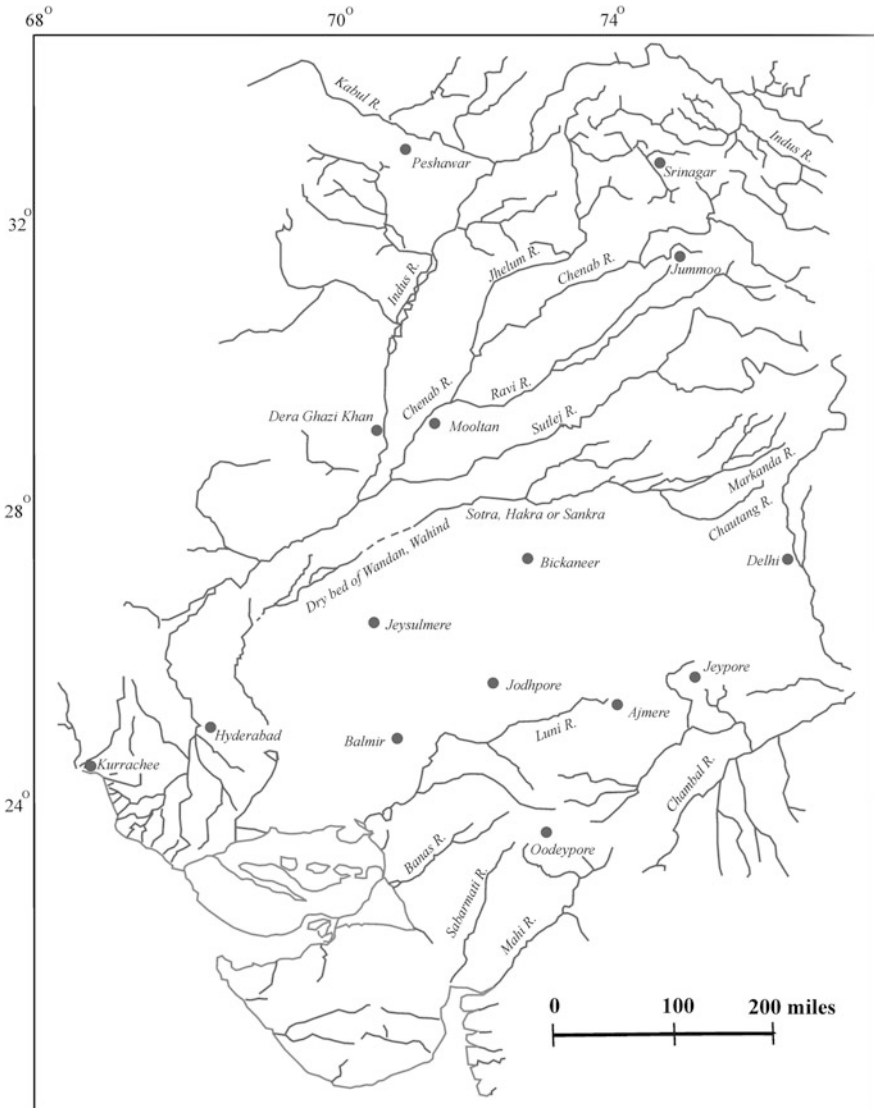 68°
70°
74°
Kabul R.
Indus R.
Peshawar
Srinagar
32°
Jhelum R.
Chenab R.
Jummoo
Indus R.
Ravi R.
Chenab R.
Dera Ghazi Khan
Mooltan
Sutlej R.
Markanda R.
28°
Sotra, Hakra or Sankra
Chautang R.
Dry bed of Wandan, Wahind
Bickaneer
Delhi
Jeysulmere
Jeypore
Jodhpore
Ajmere
Luni R.
Hyderabad
Balmir
Kurrachee
Chambal R.
24°
Banas R.
Oodeypore
Sabarmati R.
Mahi R.
0
100
200 miles